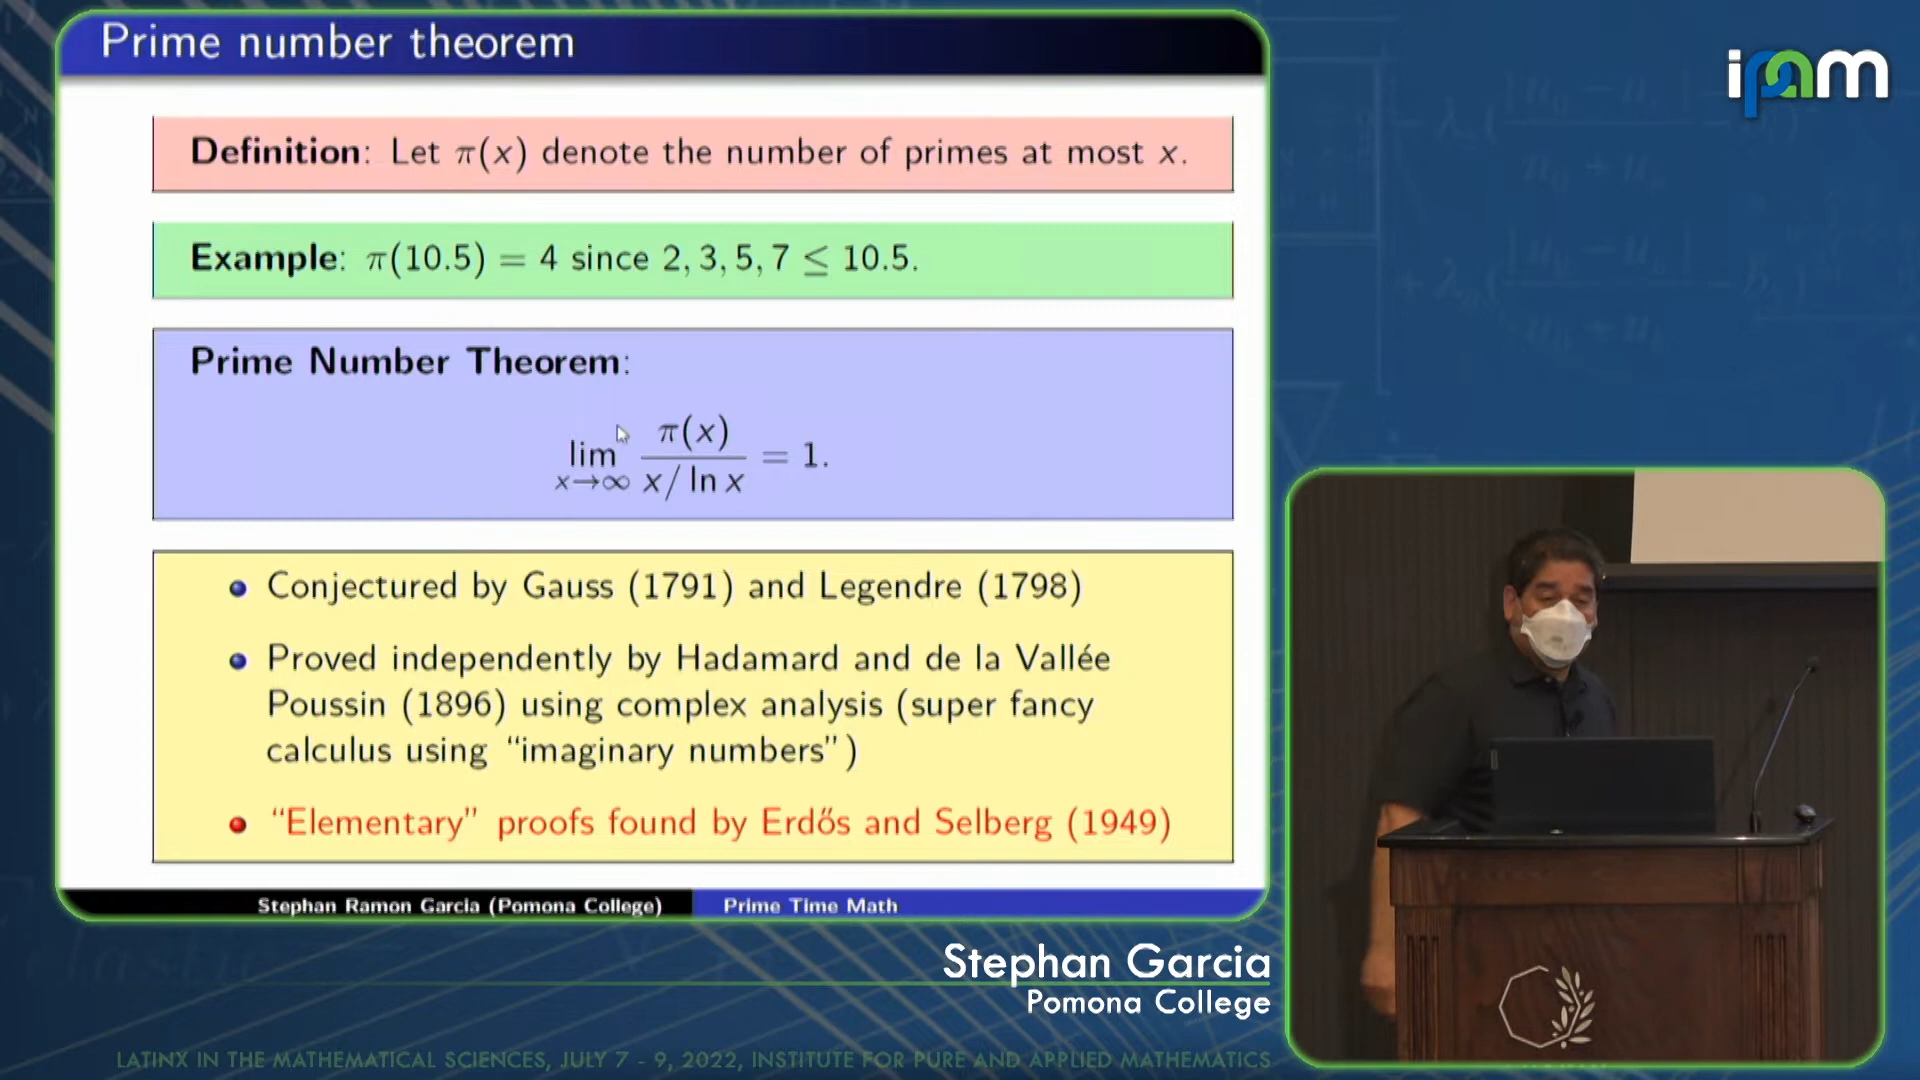 Prime number theorem
ipam
Definition: Let π(x) denote the number of primes at most x.
Example: π(10.5) = 4 since 2, 3, 5, 7 ≤ 10.5.
Prime Number Theorem:
lim x→∞ π(x) / (x/ ln x) = 1.
• Conjectured by Gauss (1791) and Legendre (1798)
• Proved independently by Hadamard and de la Vallée
Poussin (1896) using complex analysis (super fancy
calculus using “imaginary numbers”)
• “Elementary” proofs found by Erdős and Selberg (1949)
Stephan Ramon Garcia (Pomona College) Prime Time Math
Stephan Garcia
Pomona College
LATINX IN THE MATHEMATICAL SCIENCES, JULY 7 - 9, 2022, INSTITUTE FOR PURE AND APPLIED MATHEMATICS